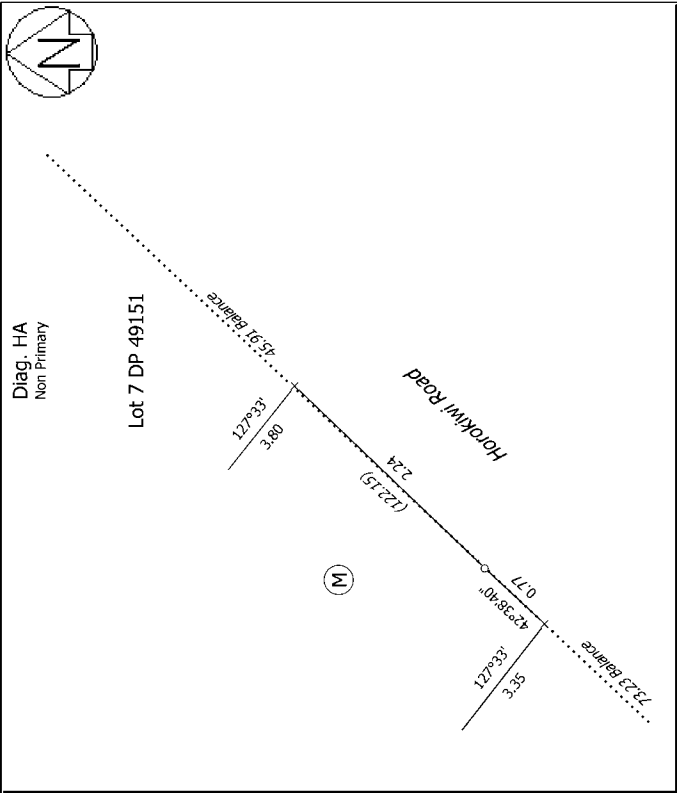 N
Diag. HA
Non Primary
Lot 7 DP 49151
45.91 Balance
127°33'
3.80
Horokiwi Road
2.24
(122.15)
M
0.77
42°38'40"
127°33'
3.35
73.23 Balance